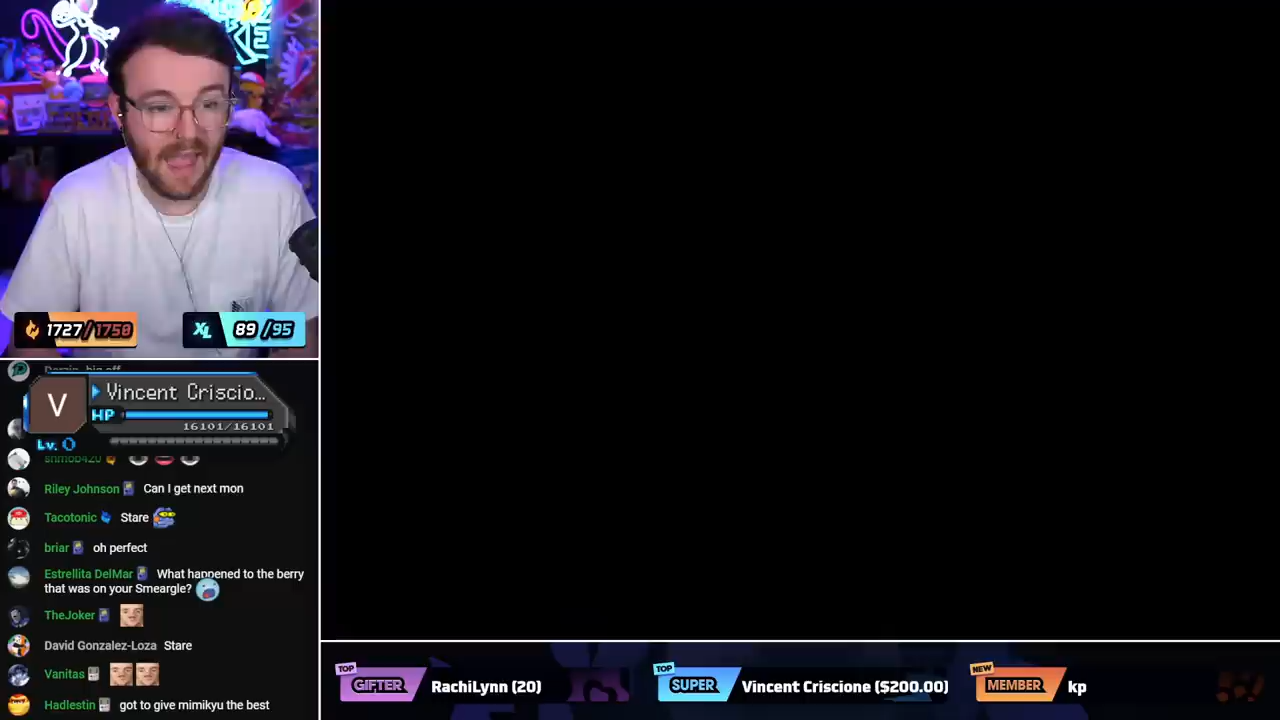 1727/1750
XL 89/95
V Vincent Criscio...
HP
16101/16101
Lv. 0
shmob420
Riley Johnson Can I get next mon
Tacotonic Stare
briar oh perfect
Estrellita DelMar What happened to the berry
that was on your Smeargle?
TheJoker
David Gonzalez-Loza Stare
Vanitas
Hadlestin got to give mimikyu the best
TOP
GIFTER RachiLynn (20)
TOP
SUPER Vincent Criscione ($200.00)
NEW
MEMBER kp